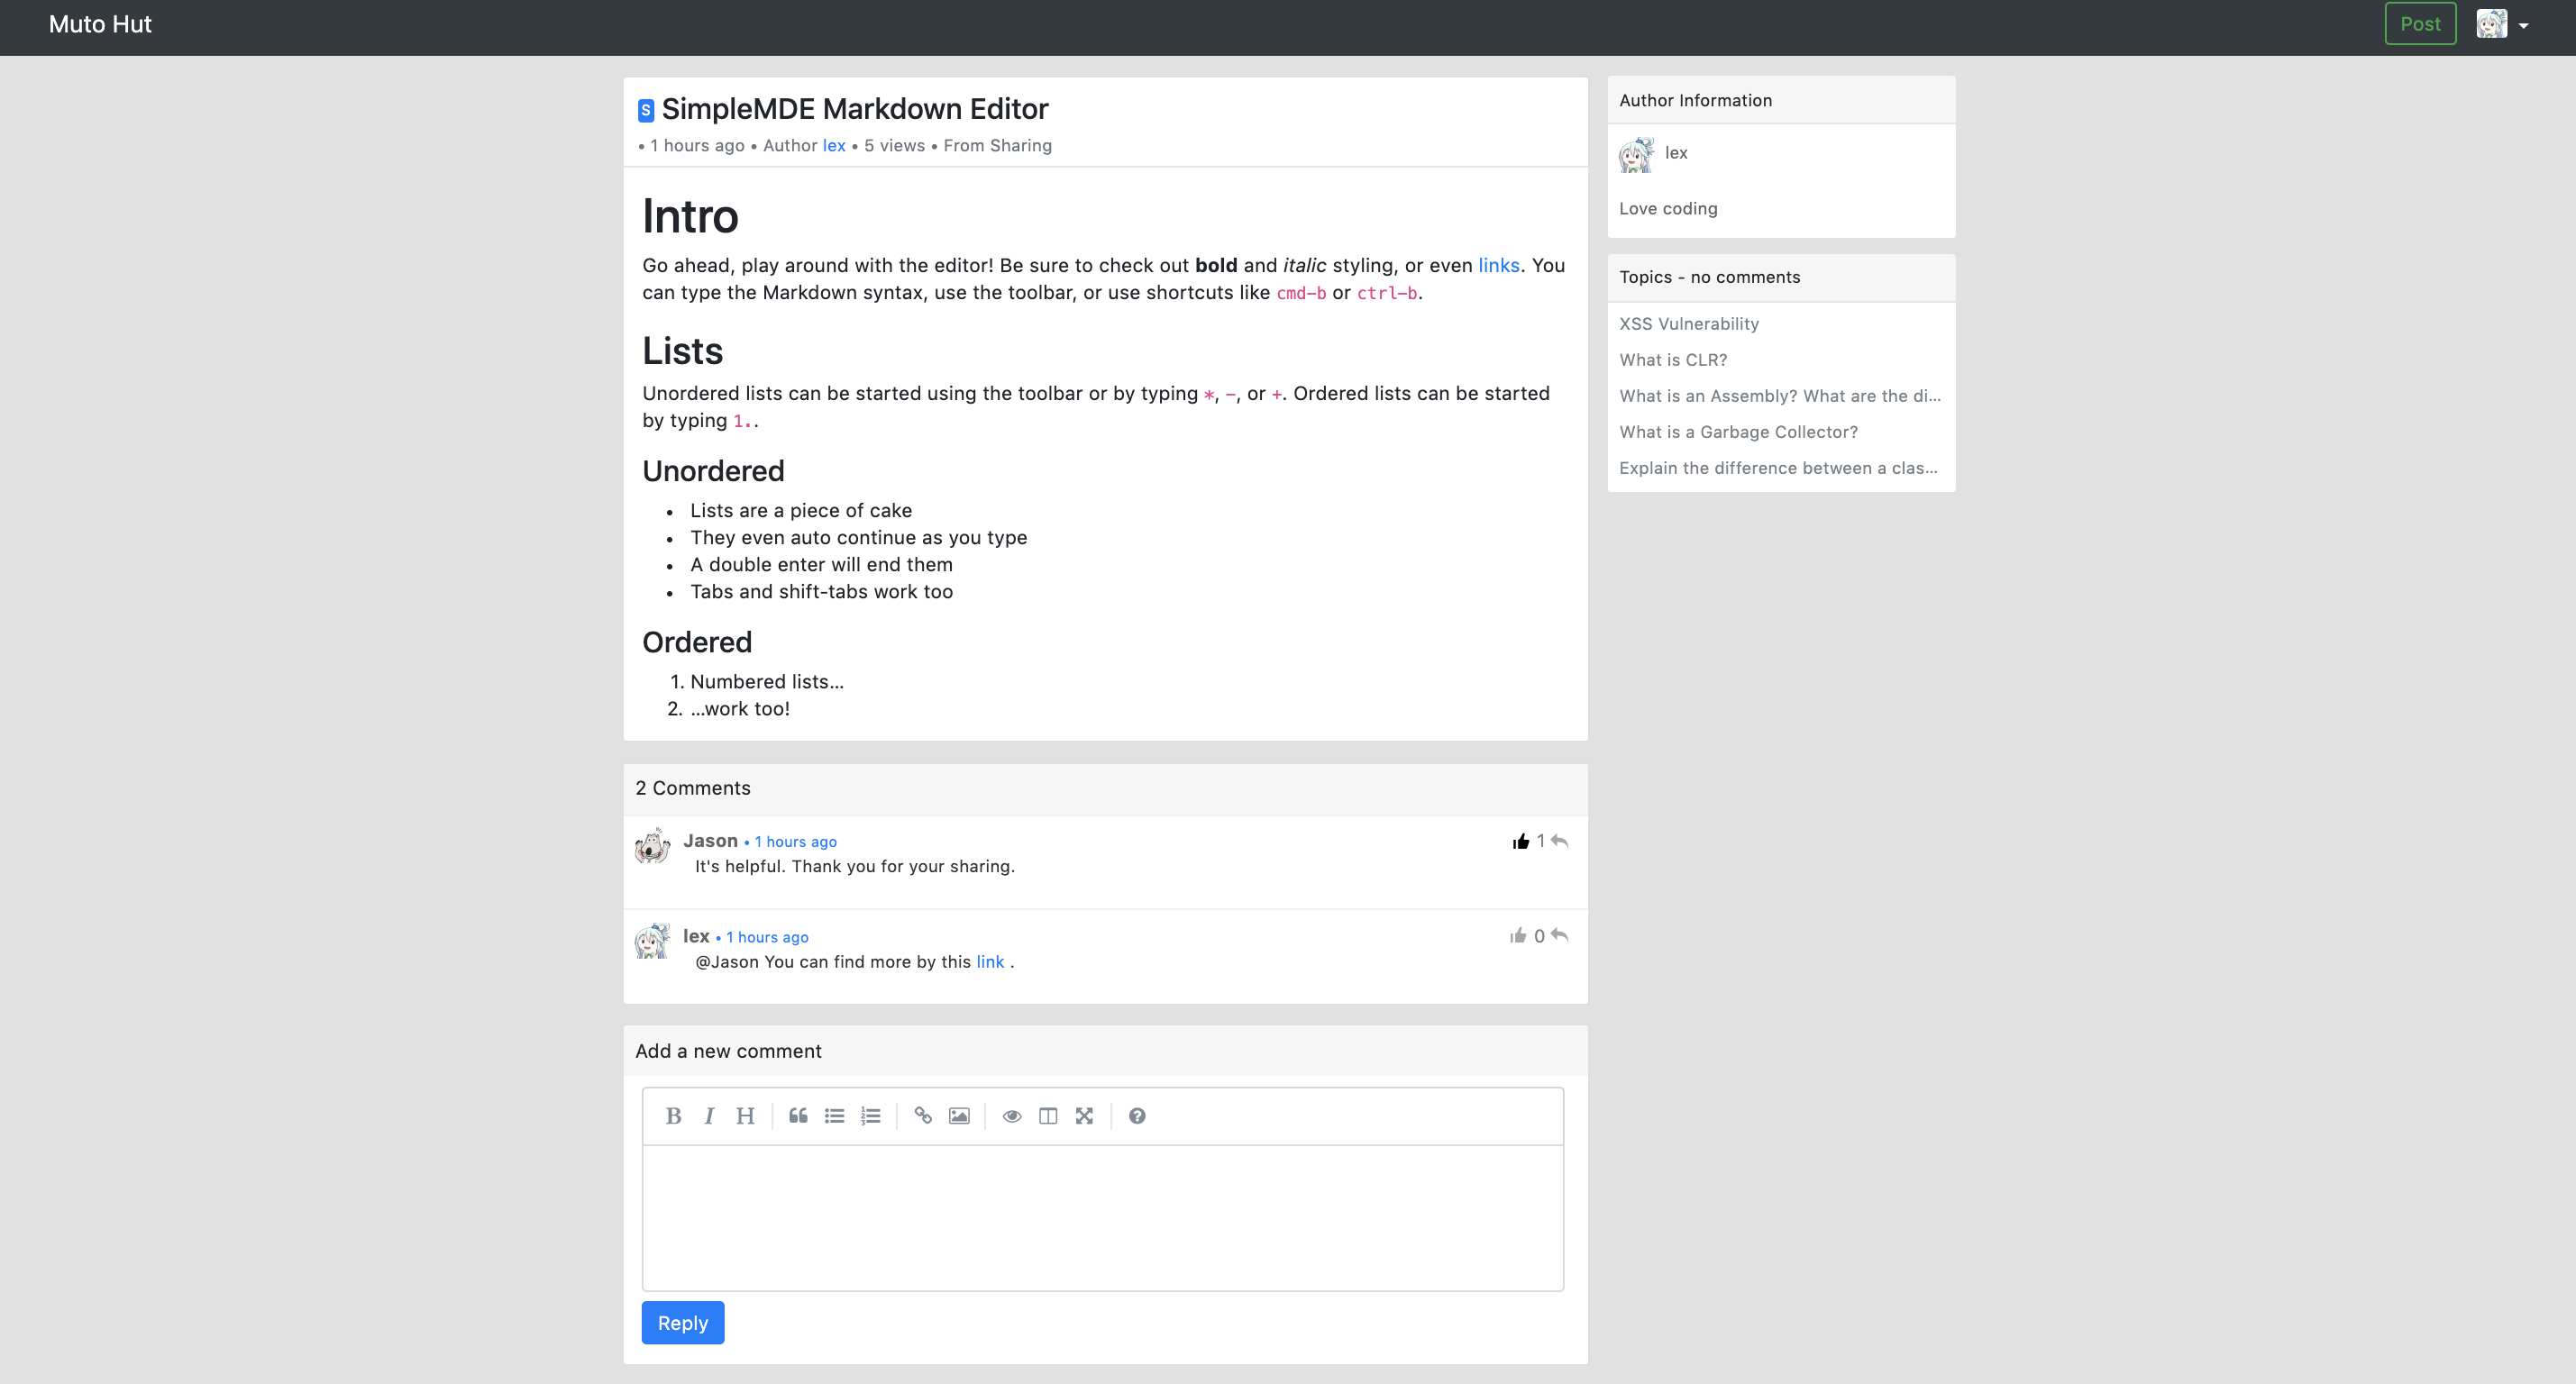 Muto Hut
Post
S SimpleMDE Markdown Editor
• 1 hours ago • Author lex • 5 views • From Sharing
Intro
Go ahead, play around with the editor! Be sure to check out bold and italic styling, or even links. You
can type the Markdown syntax, use the toolbar, or use shortcuts like cmd-b or ctrl-b.
Lists
Unordered lists can be started using the toolbar or by typing *, -, or +. Ordered lists can be started
by typing 1..
Unordered
• Lists are a piece of cake
• They even auto continue as you type
• A double enter will end them
• Tabs and shift-tabs work too
Ordered
1. Numbered lists...
2. ...work too!
2 Comments
Jason • 1 hours ago
1
It's helpful. Thank you for your sharing.
lex • 1 hours ago
0
@Jason You can find more by this link .
Add a new comment
B I H
Reply
Author Information
lex
Love coding
Topics - no comments
XSS Vulnerability
What is CLR?
What is an Assembly? What are the di...
What is a Garbage Collector?
Explain the difference between a clas...